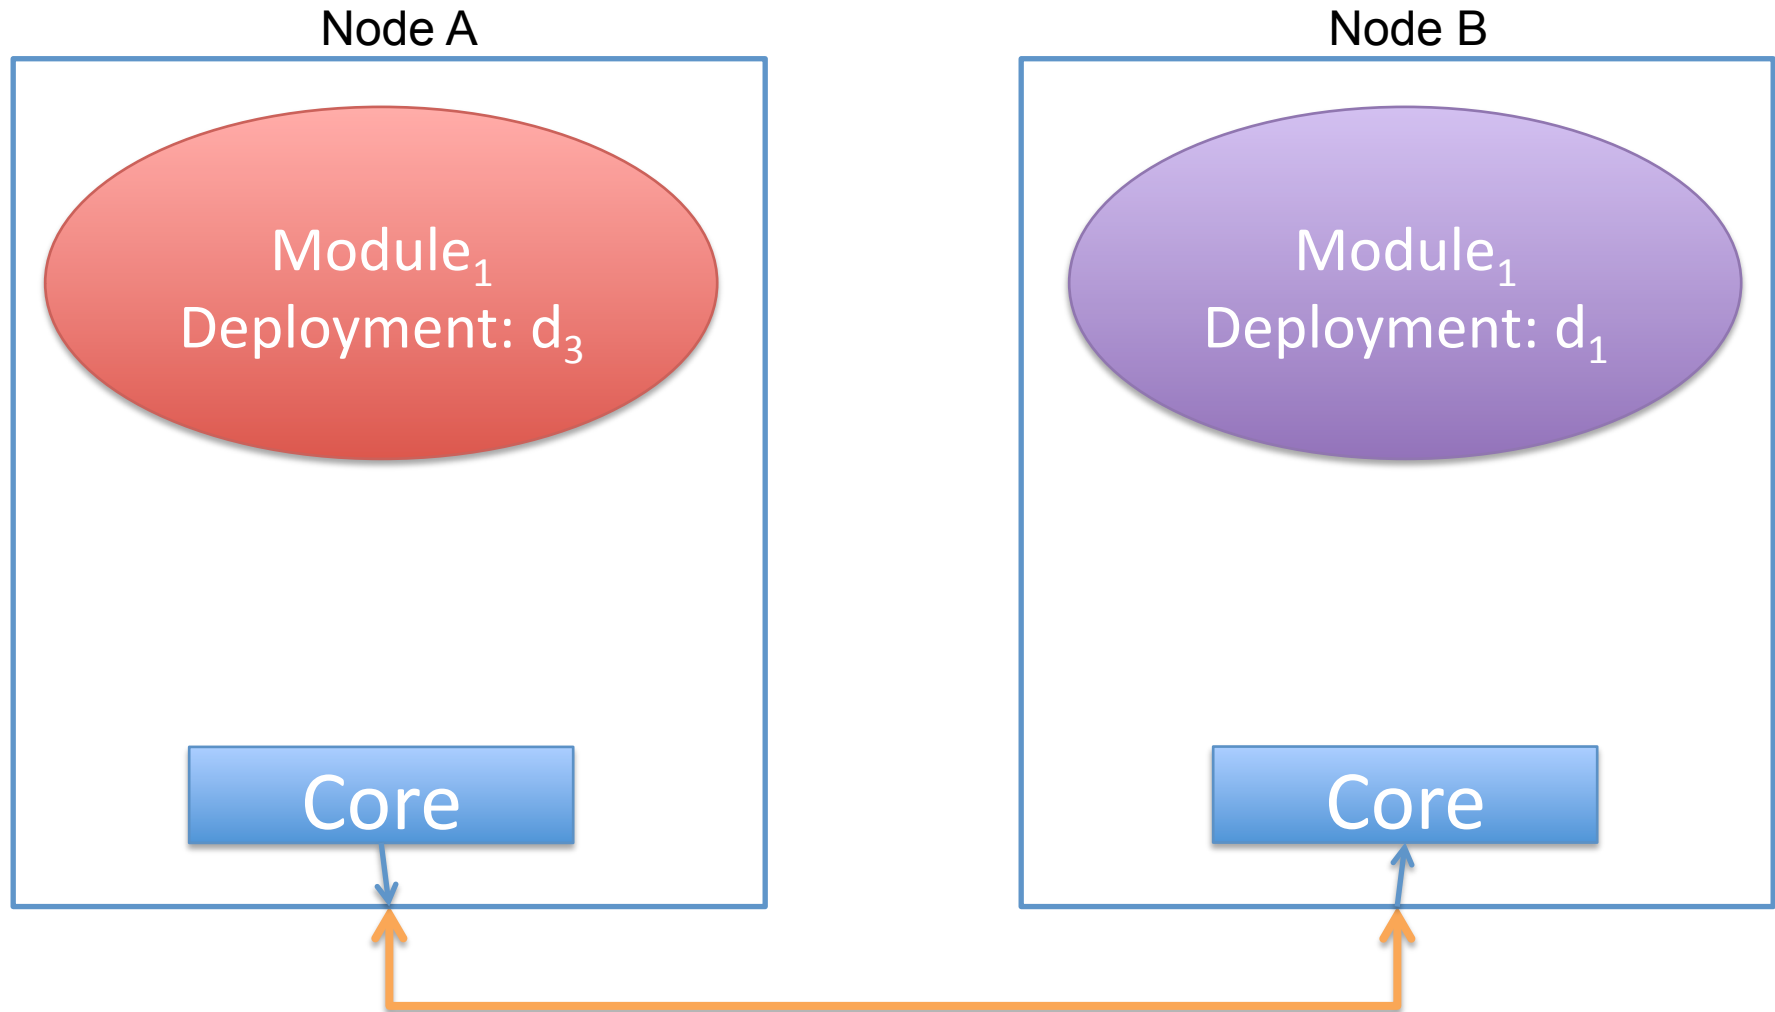 Node A
Node B
Module₁
Deployment: d₃
Module₁
Deployment: d₁
Core
Core